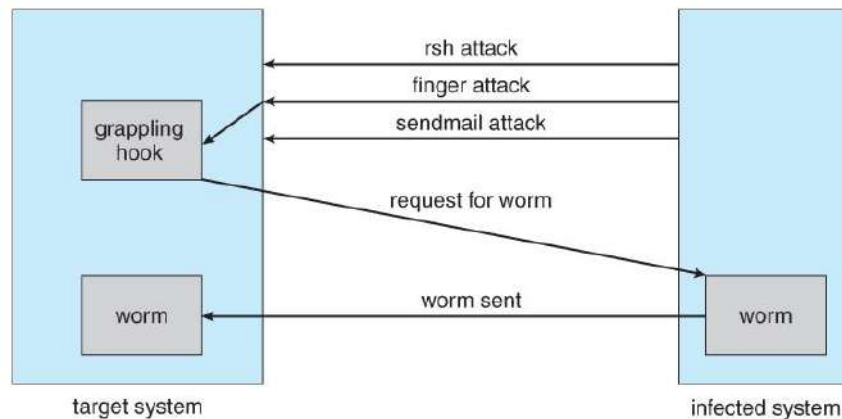 rsh attack
finger attack
sendmail attack
grappling
hook
request for worm
worm
worm sent
worm
target system
infected system